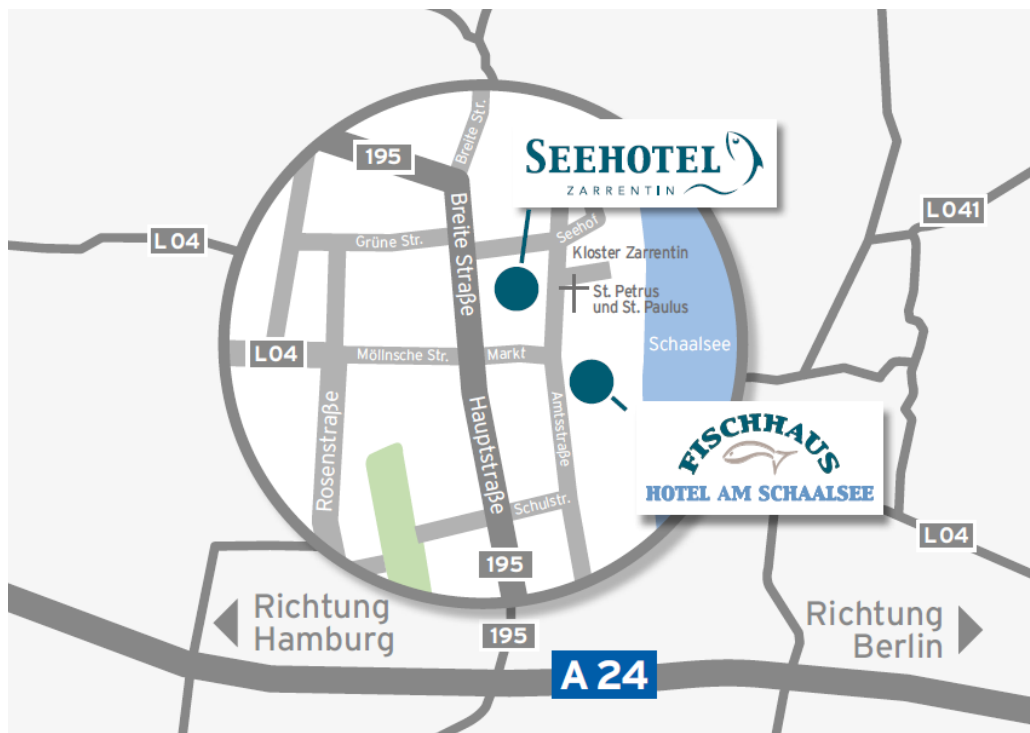 Breite Str.
195
SEEHOTEL
ZARRENTIN
L 041
L 04
Grüne Str.
Breite Straße
Seehof
Kloster Zarrentin
St. Petrus
und St. Paulus
Schaalsee
L04
Möllnsche Str.
Markt
Rosenstraße
Hauptstraße
Amtsstraße
FISCHHAUS
HOTEL AM SCHAALSEE
Schulstr.
L04
195
Richtung
Hamburg
195
Richtung
Berlin
A 24